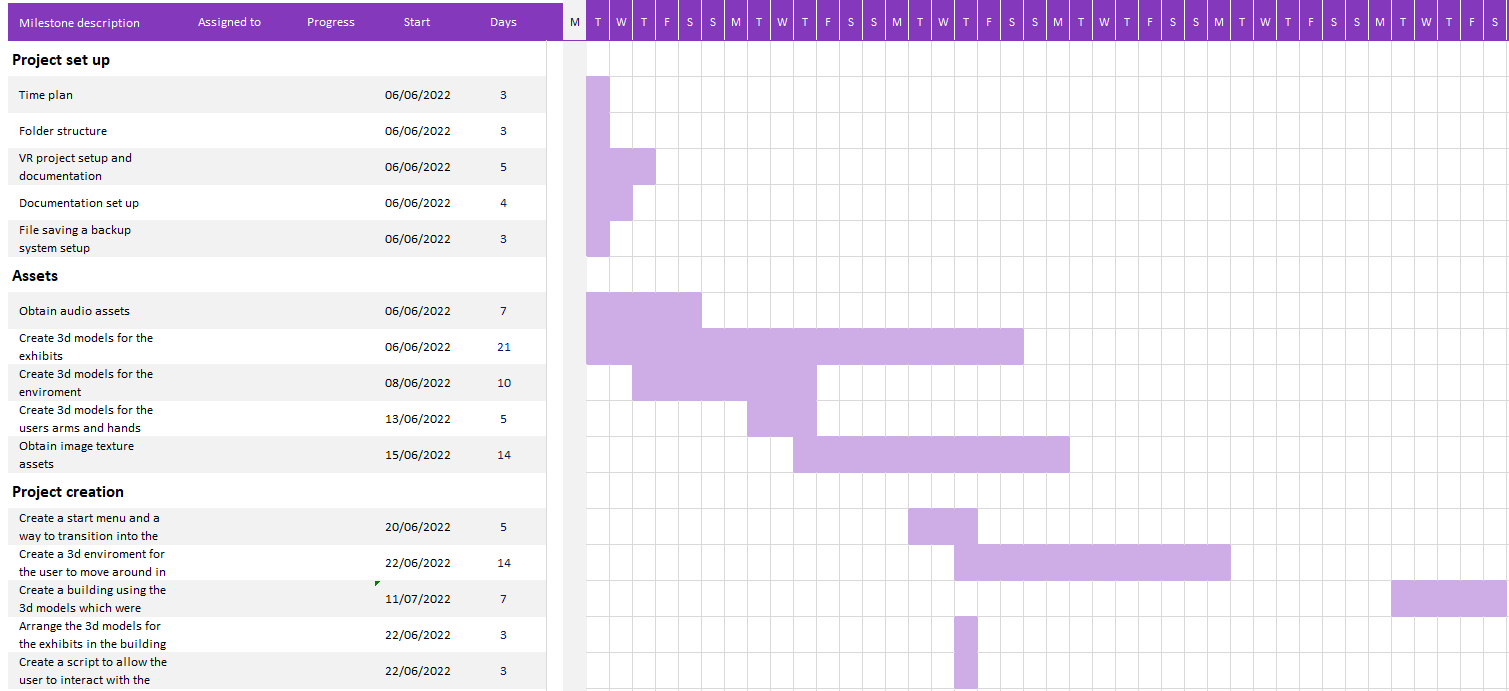 Milestone description Assigned to Progress Start Days M T W T F S S M T W T F S S M T W T F S S M T W T F S S M T W T F S S M T W T F S
Project set up
Time plan 06/06/2022 3
Folder structure 06/06/2022 3
VR project setup and
documentation 06/06/2022 5
Documentation set up 06/06/2022 4
File saving a backup
system setup 06/06/2022 3
Assets
Obtain audio assets 06/06/2022 7
Create 3d models for the
exhibits 06/06/2022 21
Create 3d models for the
enviroment 08/06/2022 10
Create 3d models for the
users arms and hands 13/06/2022 5
Obtain image texture
assets 15/06/2022 14
Project creation
Create a start menu and a
way to transition into the 20/06/2022 5
Create a 3d enviroment for
the user to move around in 22/06/2022 14
Create a building using the
3d models which were 11/07/2022 7
Arrange the 3d models for
the exhibits in the building 22/06/2022 3
Create a script to allow the
user to interact with the 22/06/2022 3